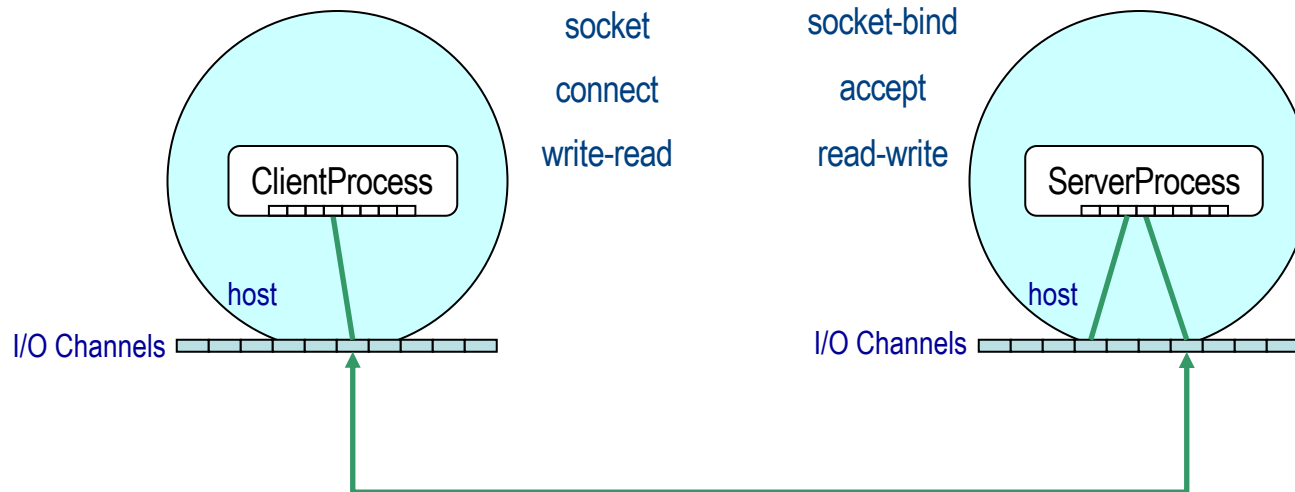 socket
socket-bind
connect
accept
write-read
read-write
ClientProcess
ServerProcess
host
host
I/O Channels
I/O Channels